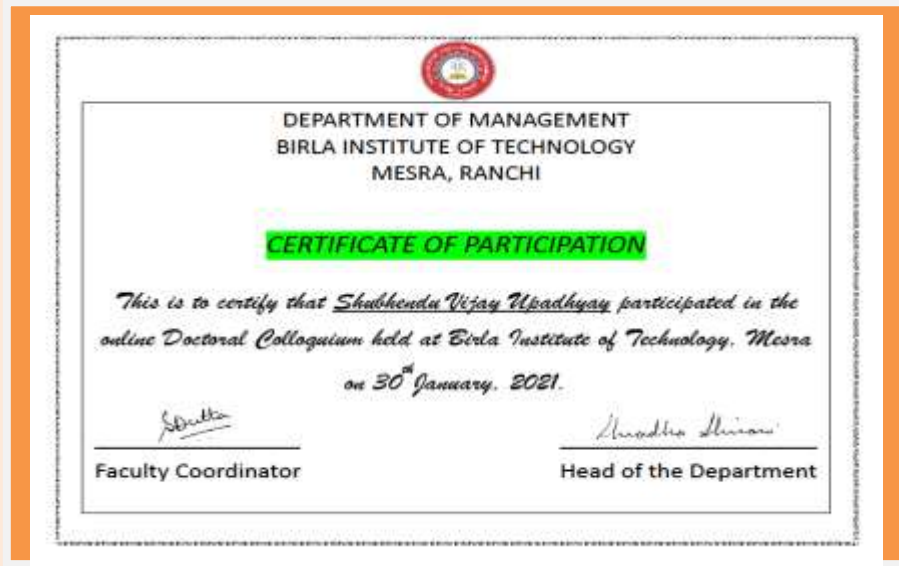 DEPARTMENT OF MANAGEMENT
BIRLA INSTITUTE OF TECHNOLOGY
MESRA, RANCHI
CERTIFICATE OF PARTICIPATION
This is to certify that Shubhendu Vijay Upadhyay participated in the
online Doctoral Colloquium held at Birla Institute of Technology, Mesra
on 30th January, 2021.
Faculty Coordinator
Head of the Department